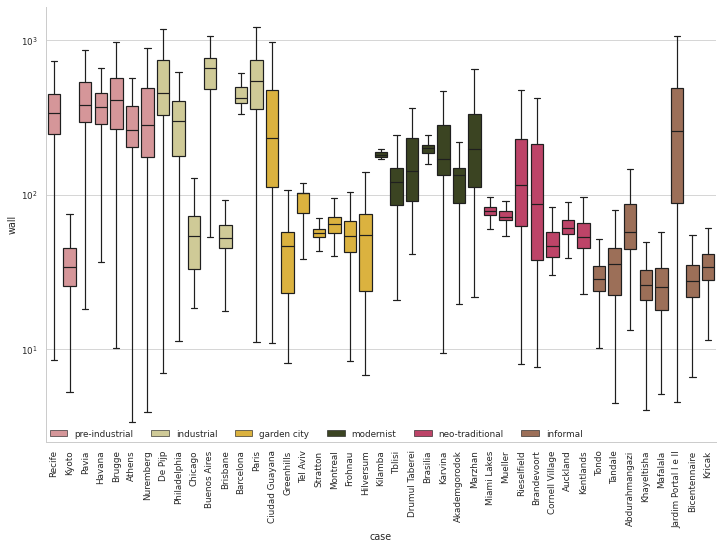 10³
10²
10¹
wall
pre-industrial
industrial
garden city
modernist
neo-traditional
informal
Recife
Kyoto
Pavia
Havana
Brugge
Athens
Nuremberg
De Pijp
Philadelphia
Chicago
Buenos Aires
Brisbane
Barcelona
Paris
Ciudad Guayana
Greenhills
Tel Aviv
Stratton
Montreal
Frohnau
Hilversum
Kilamba
Tblisi
Drumul Taberei
Brasilia
Karvina
Akademgorodok
Marzhan
Miami Lakes
Mueller
Rieselfield
Brandevoort
Cornell Village
Auckland
Kentlands
Tondo
Tandale
Abdurahmangazi
Khayelitsha
Mafalala
Jardim Portal I e II
Bicentennaire
Kricak
case